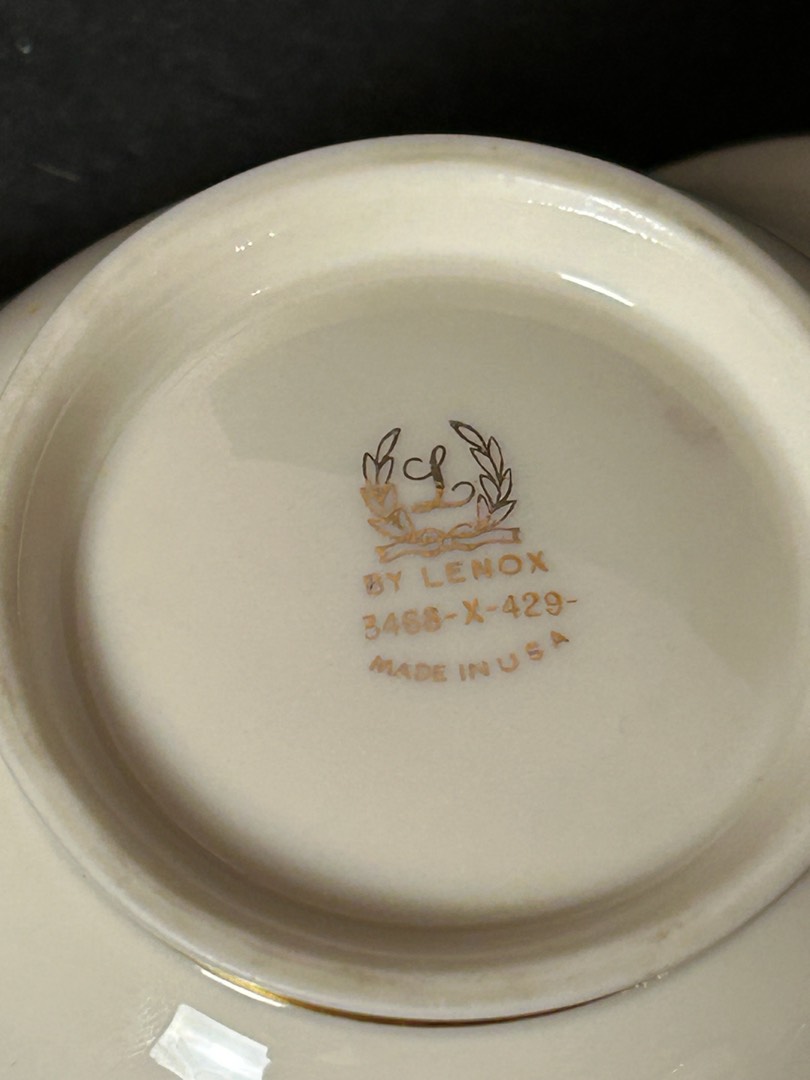 L
BY LENOX
3468-X-429-
MADE IN USA